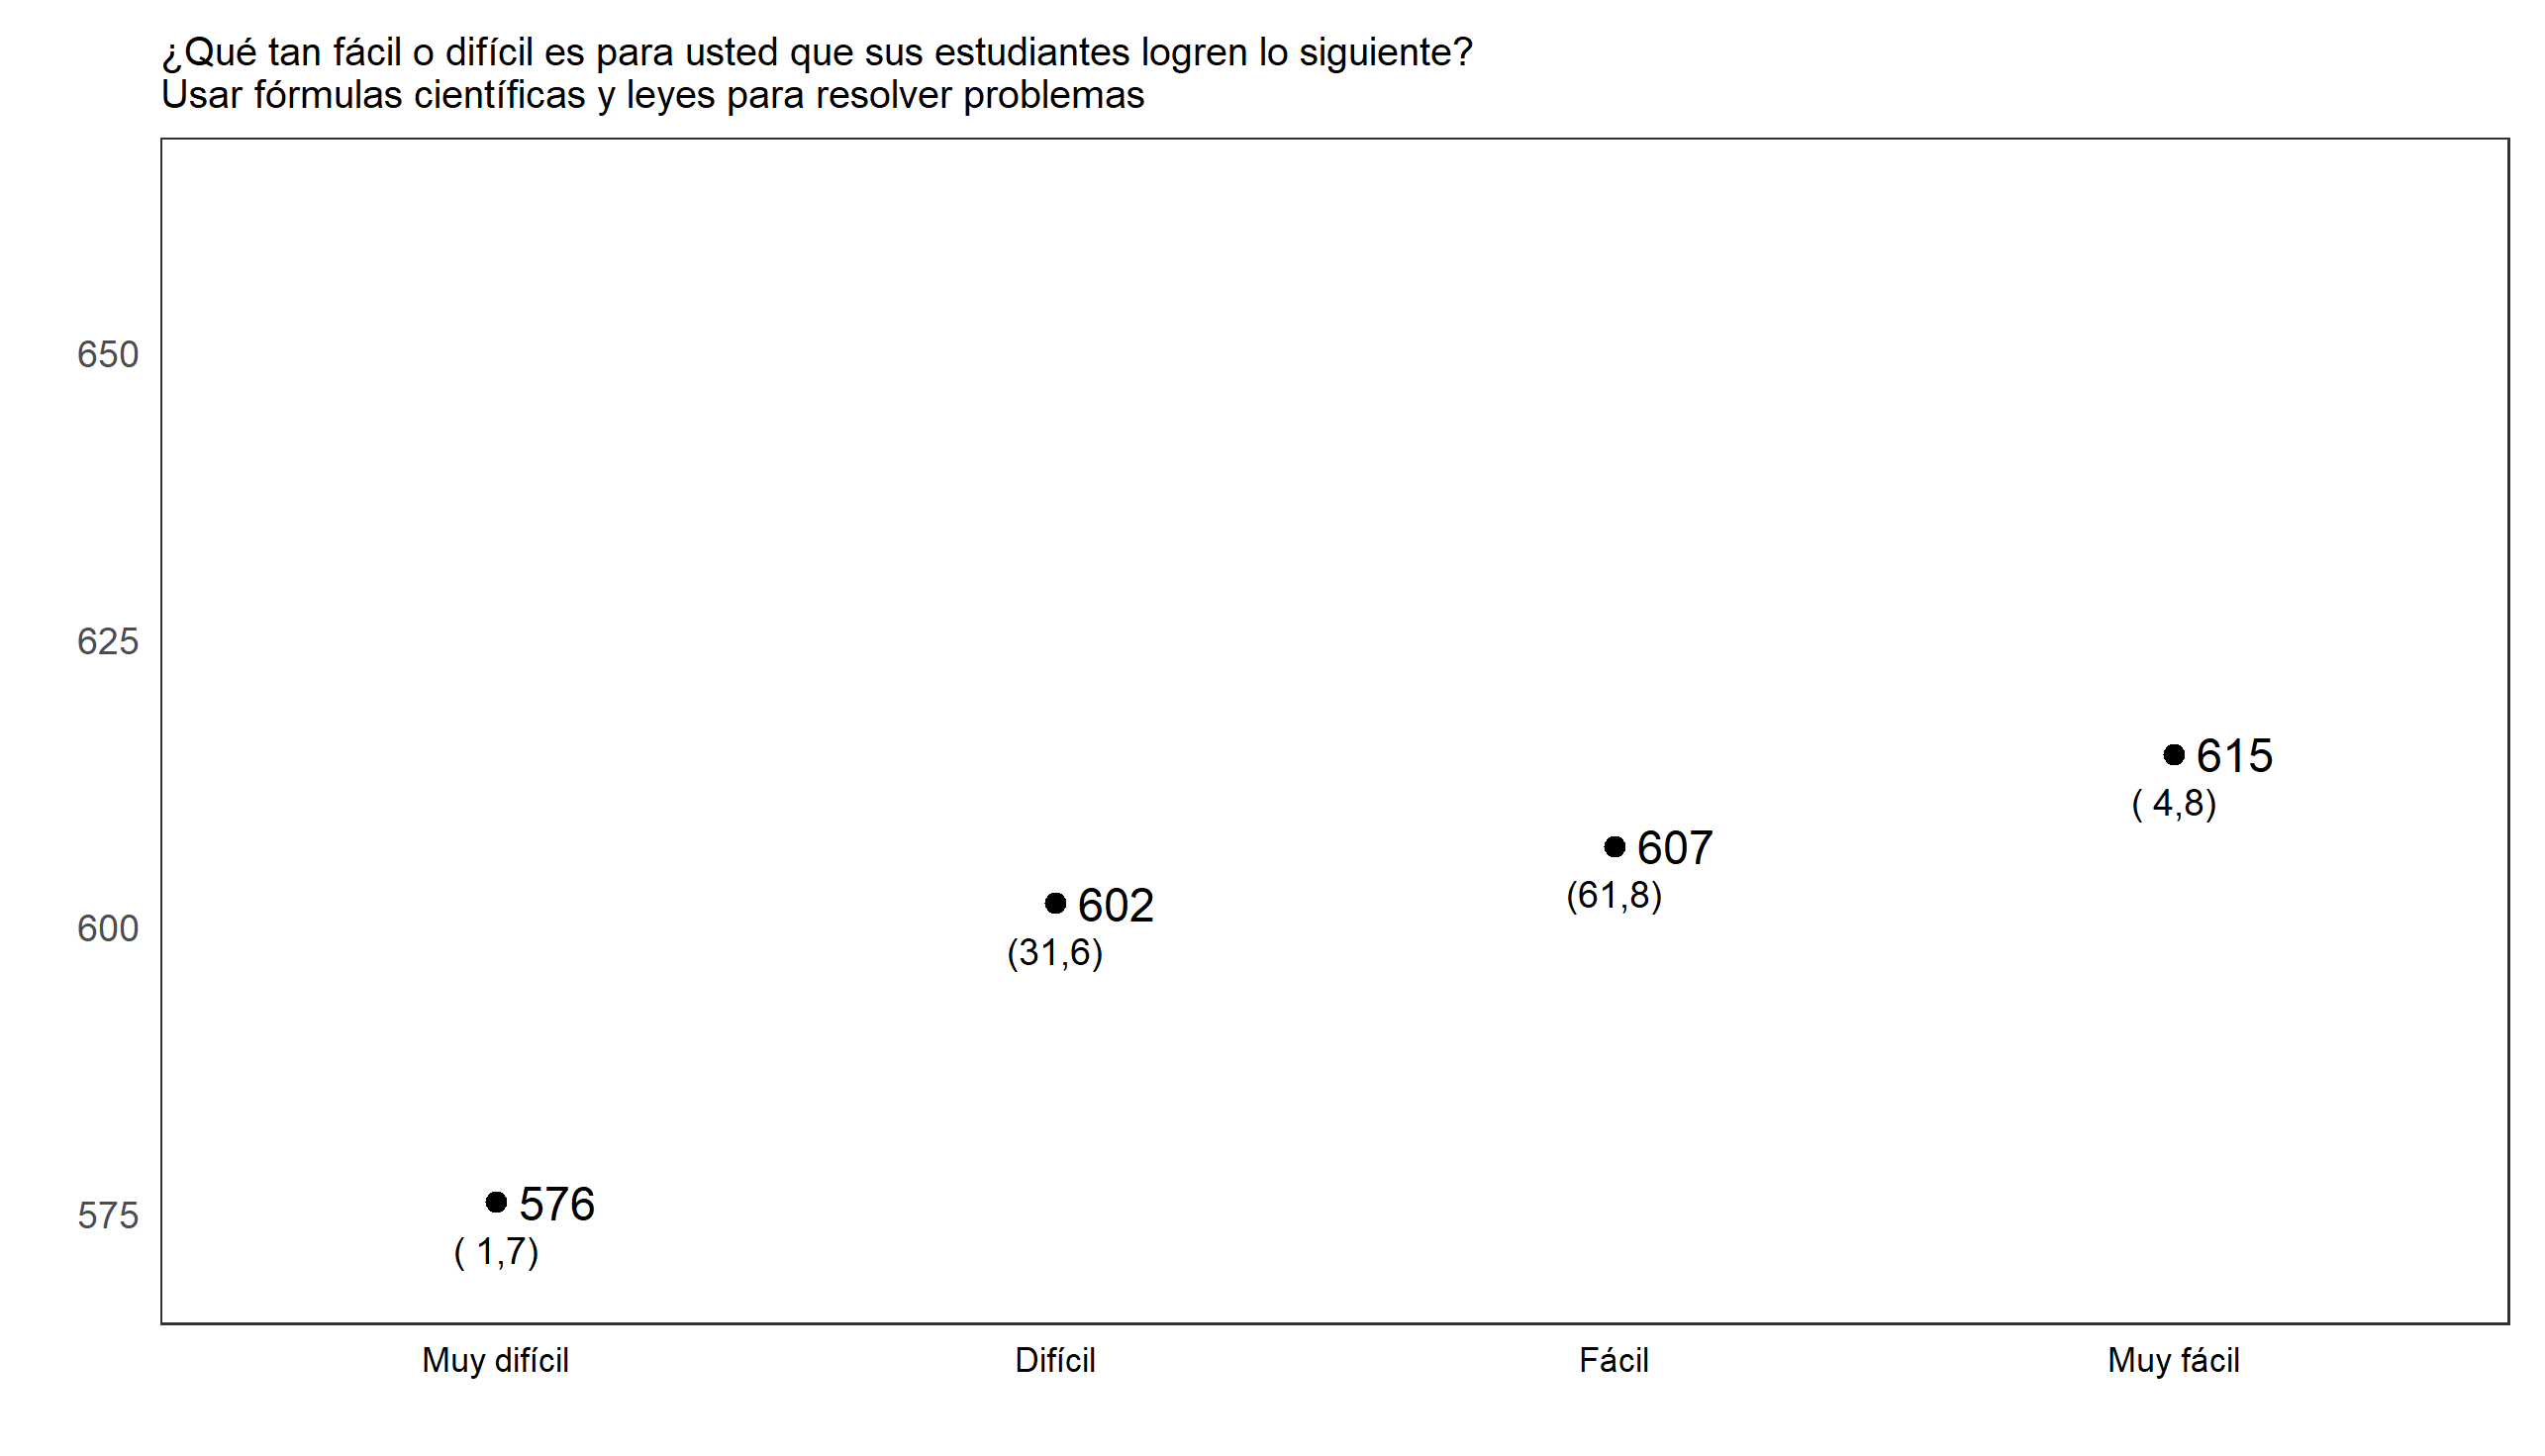 ¿Qué tan fácil o difícil es para usted que sus estudiantes logren lo siguiente?
Usar fórmulas científicas y leyes para resolver problemas
650
625
615
( 4,8)
607
(61,8)
600
602
(31,6)
575
576
( 1,7)
Muy difícil
Difícil
Fácil
Muy fácil